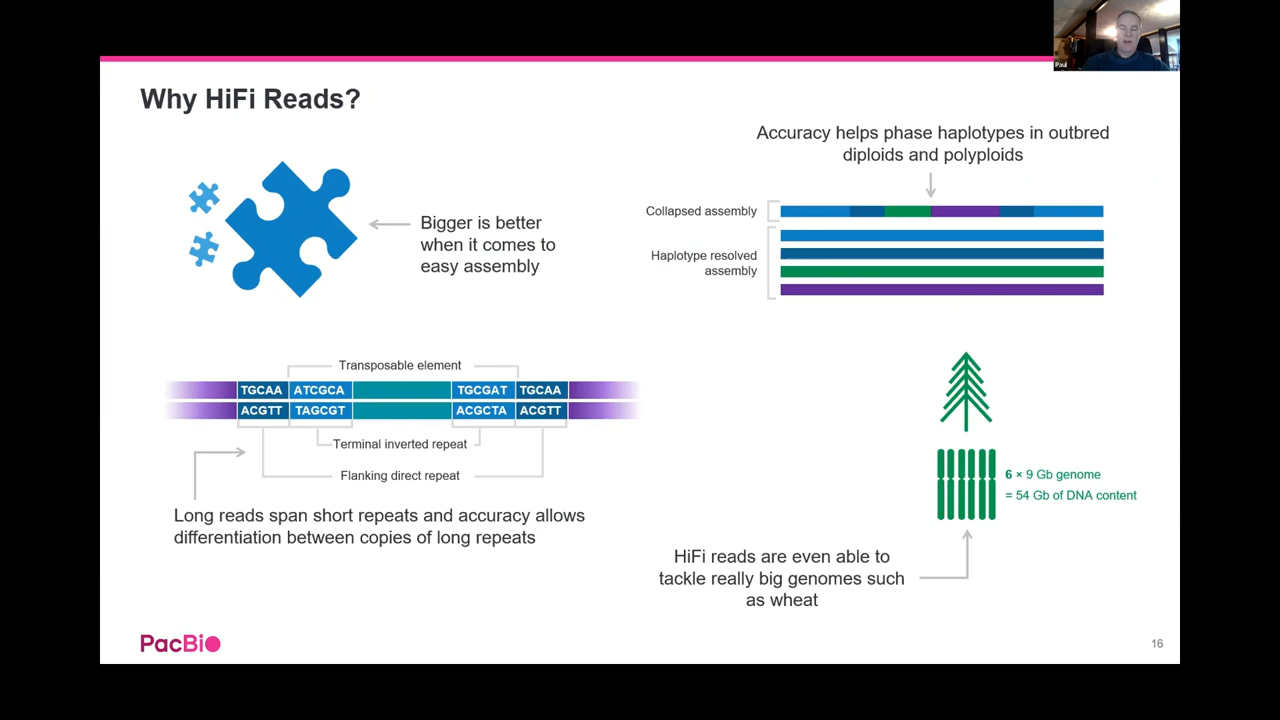 Paul
Why HiFi Reads?
Bigger is better
when it comes to
easy assembly
Accuracy helps phase haplotypes in outbred
diploids and polyploids
Collapsed assembly
Haplotype resolved
assembly
Transposable element
TGCAA ATCGCA TGCGAT TGCAA
ACGTT TAGCGT ACGCTA ACGTT
Terminal inverted repeat
Flanking direct repeat
Long reads span short repeats and accuracy allows
differentiation between copies of long repeats
6 × 9 Gb genome
= 54 Gb of DNA content
HiFi reads are even able to
tackle really big genomes such
as wheat
PacBio
16